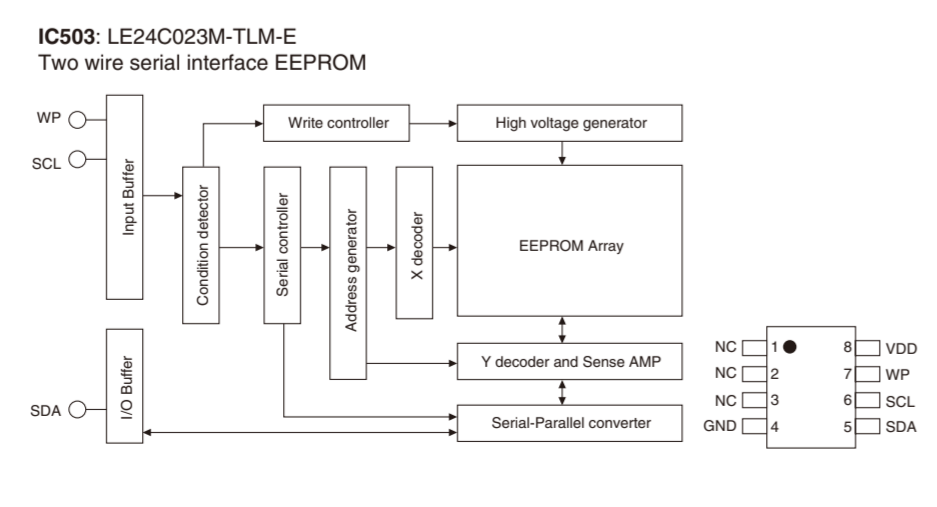 IC503: LE24C023M-TLM-E
Two wire serial interface EEPROM
WP
SCL
Input Buffer
Condition detector
Write controller
High voltage generator
Serial controller
Address generator
X decoder
EEPROM Array
Y decoder and Sense AMP
Serial-Parallel converter
SDA
I/O Buffer
NC 1 8 VDD
NC 2 7 WP
NC 3 6 SCL
GND 4 5 SDA